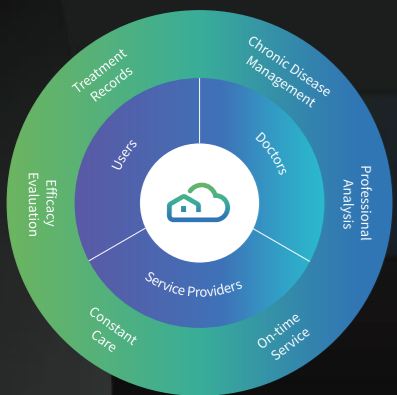 Treatment
Records
Chronic Disease
Management
Users
Doctors
Efficacy
Evaluation
Professional
Analysis
Service Providers
Constant
Care
On-time
Service